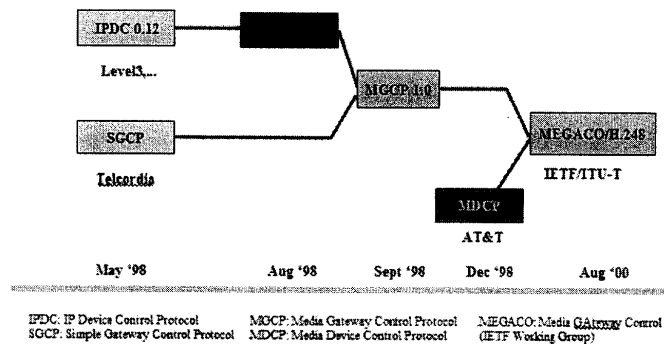 IPDC 0.12
Level3,...
MGCP 1.0
SGCP
Telcordia
MEGACO/H.248
IETF/ITU-T
MDCP
AT&T
May '98 Aug '98 Sept '98 Dec '98 Aug '00
IPDC: IP Device Control Protocol MGCP: Media Gateway Control Protocol MEGACO: Media GAteway Control
SGCP: Simple Gateway Control Protocol MDCP: Media Device Control Protocol (IETF Working Group)